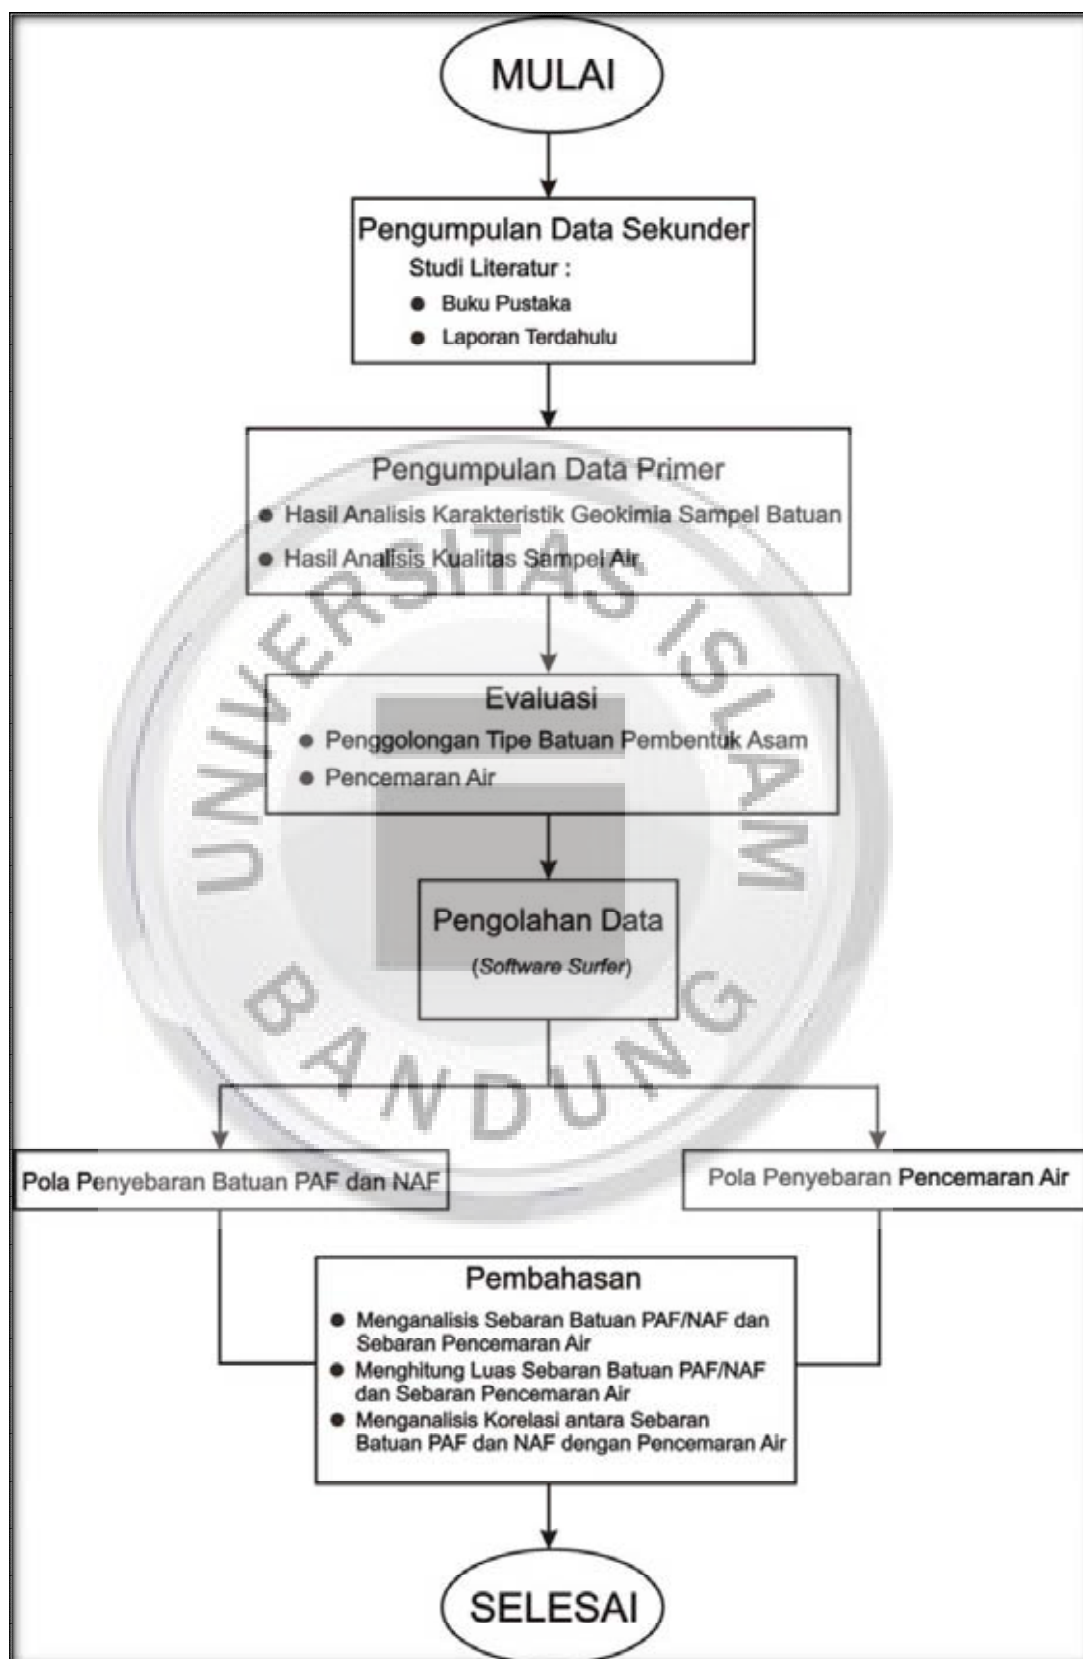 MULAI
Pengumpulan Data Sekunder
Studi Literatur :
● Buku Pustaka
● Laporan Terdahulu
Pengumpulan Data Primer
● Hasil Analisis Karakteristik Geokimia Sampel Batuan
● Hasil Analisis Kualitas Sampel Air
Evaluasi
● Penggolongan Tipe Batuan Pembentuk Asam
● Pencemaran Air
Pengolahan Data
(Software Surfer)
Pola Penyebaran Batuan PAF dan NAF
Pola Penyebaran Pencemaran Air
Pembahasan
● Menganalisis Sebaran Batuan PAF/NAF dan
Sebaran Pencemaran Air
● Menghitung Luas Sebaran Batuan PAF/NAF
dan Sebaran Pencemaran Air
● Menganalisis Korelasi antara Sebaran
Batuan PAF dan NAF dengan Pencemaran Air
SELESAI
UNIVERSITAS ISLAM
BANDUNG